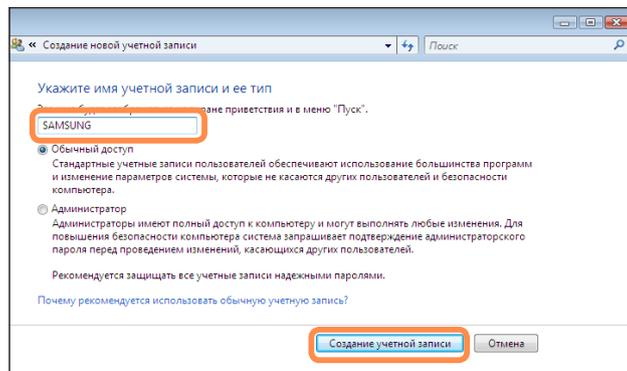 « Создание новой учетной записи
Поиск
Укажите имя учетной записи и ее тип
приветствия и в меню "Пуск".
SAMSUNG
Обычный доступ
Стандартные учетные записи пользователей обеспечивают использование большинства программ
и изменение параметров системы, которые не касаются других пользователей и безопасности
компьютера.
Администратор
Администраторы имеют полный доступ к компьютеру и могут выполнять любые изменения. Для
повышения безопасности компьютера система запрашивает подтверждение администраторского
пароля перед проведением изменений, касающихся других пользователей.
Рекомендуется защищать все учетные записи надежными паролями.
Почему рекомендуется использовать обычную учетную запись?
Создание учетной записи
Отмена